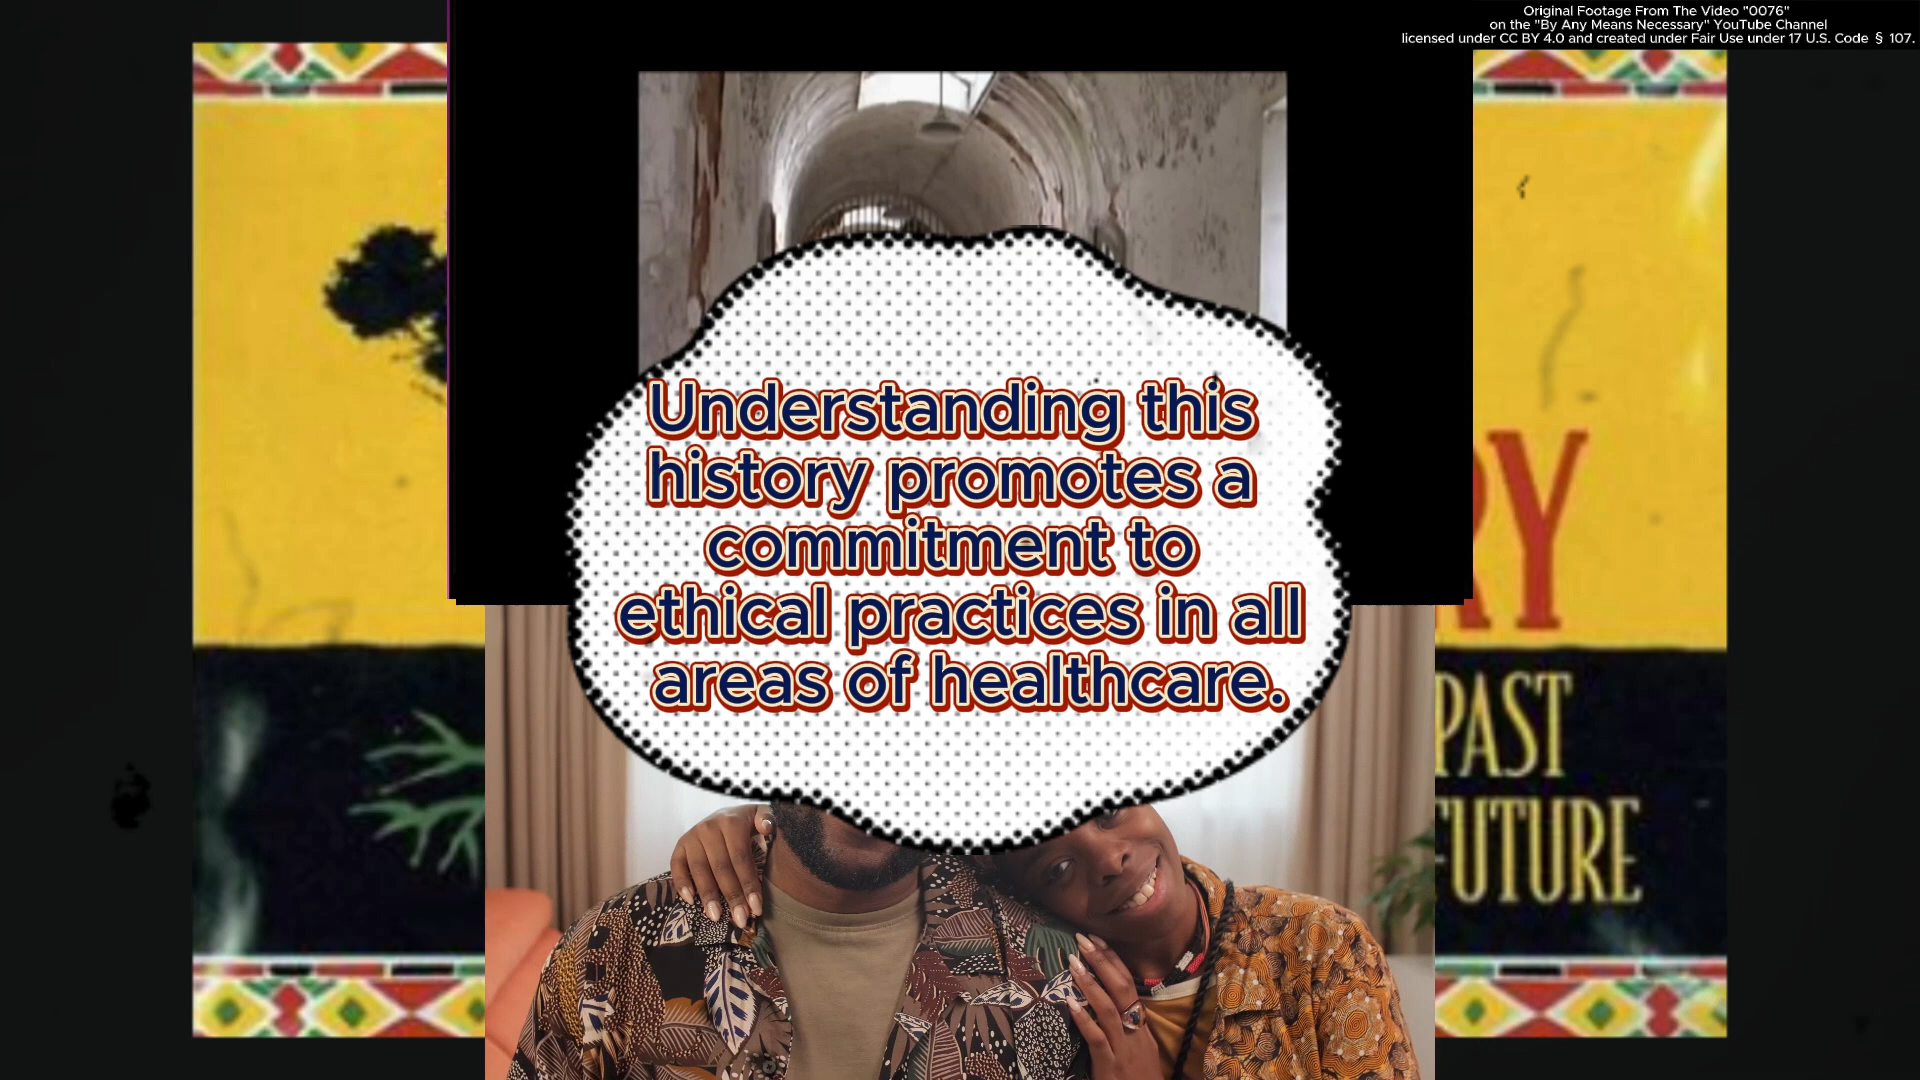 Original Footage From The Video "0076"
on the "By Any Means Necessary" YouTube Channel
licensed under CC BY 4.0 and created under Fair Use under 17 U.S. Code § 107.
Understanding this
history promotes a
commitment to
ethical practices in all
areas of healthcare.
PAST
FUTURE